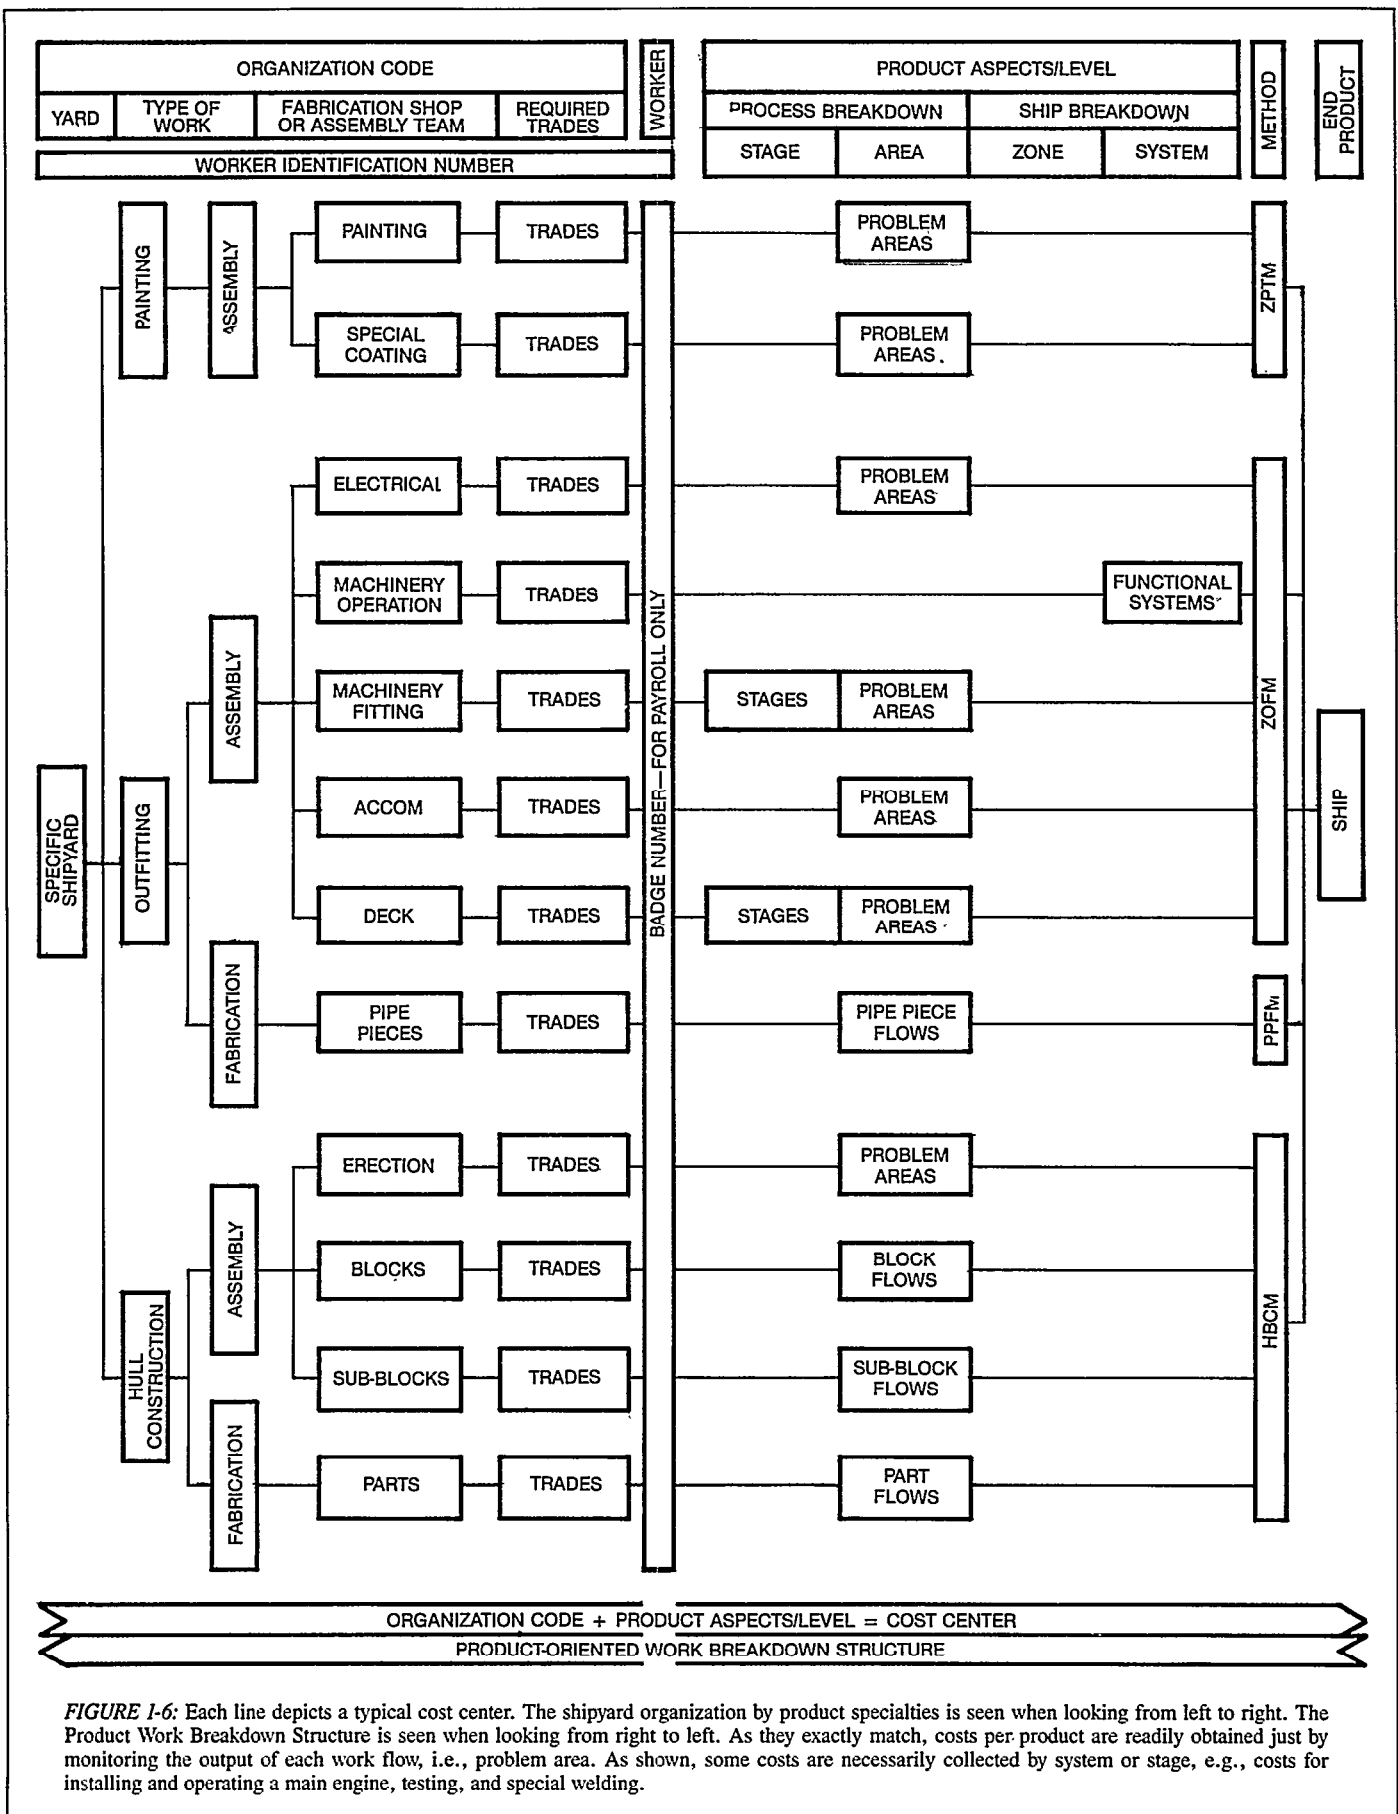 ORGANIZATION CODE
YARD
TYPE OF
WORK
FABRICATION SHOP
OR ASSEMBLY TEAM
REQUIRED
TRADES
WORKER IDENTIFICATION NUMBER
WORKER
PRODUCT ASPECTS/LEVEL
PROCESS BREAKDOWN
SHIP BREAKDOWN
STAGE
AREA
ZONE
SYSTEM
METHOD
END
PRODUCT
SPECIFIC
SHIPYARD
PAINTING
ASSEMBLY
PAINTING
TRADES
PROBLEM
AREAS
SPECIAL
COATING
TRADES
PROBLEM
AREAS
ZPTM
OUTFITTING
ASSEMBLY
ELECTRICAL
TRADES
PROBLEM
AREAS
MACHINERY
OPERATION
TRADES
FUNCTIONAL
SYSTEMS
MACHINERY
FITTING
TRADES
STAGES
PROBLEM
AREAS
ACCOM
TRADES
PROBLEM
AREAS
DECK
TRADES
STAGES
PROBLEM
AREAS
ZOFM
FABRICATION
PIPE
PIECES
TRADES
PIPE PIECE
FLOWS
PPFM
HULL
CONSTRUCTION
ASSEMBLY
ERECTION
TRADES
PROBLEM
AREAS
BLOCKS
TRADES
BLOCK
FLOWS
SUB-BLOCKS
TRADES
SUB-BLOCK
FLOWS
FABRICATION
PARTS
TRADES
PART
FLOWS
HBCM
BADGE NUMBER—FOR PAYROLL ONLY
SHIP
ORGANIZATION CODE + PRODUCT ASPECTS/LEVEL = COST CENTER
PRODUCT-ORIENTED WORK BREAKDOWN STRUCTURE
FIGURE 1-6: Each line depicts a typical cost center. The shipyard organization by product specialties is seen when looking from left to right. The
Product Work Breakdown Structure is seen when looking from right to left. As they exactly match, costs per product are readily obtained just by
monitoring the output of each work flow, i.e., problem area. As shown, some costs are necessarily collected by system or stage, e.g., costs for
installing and operating a main engine, testing, and special welding.